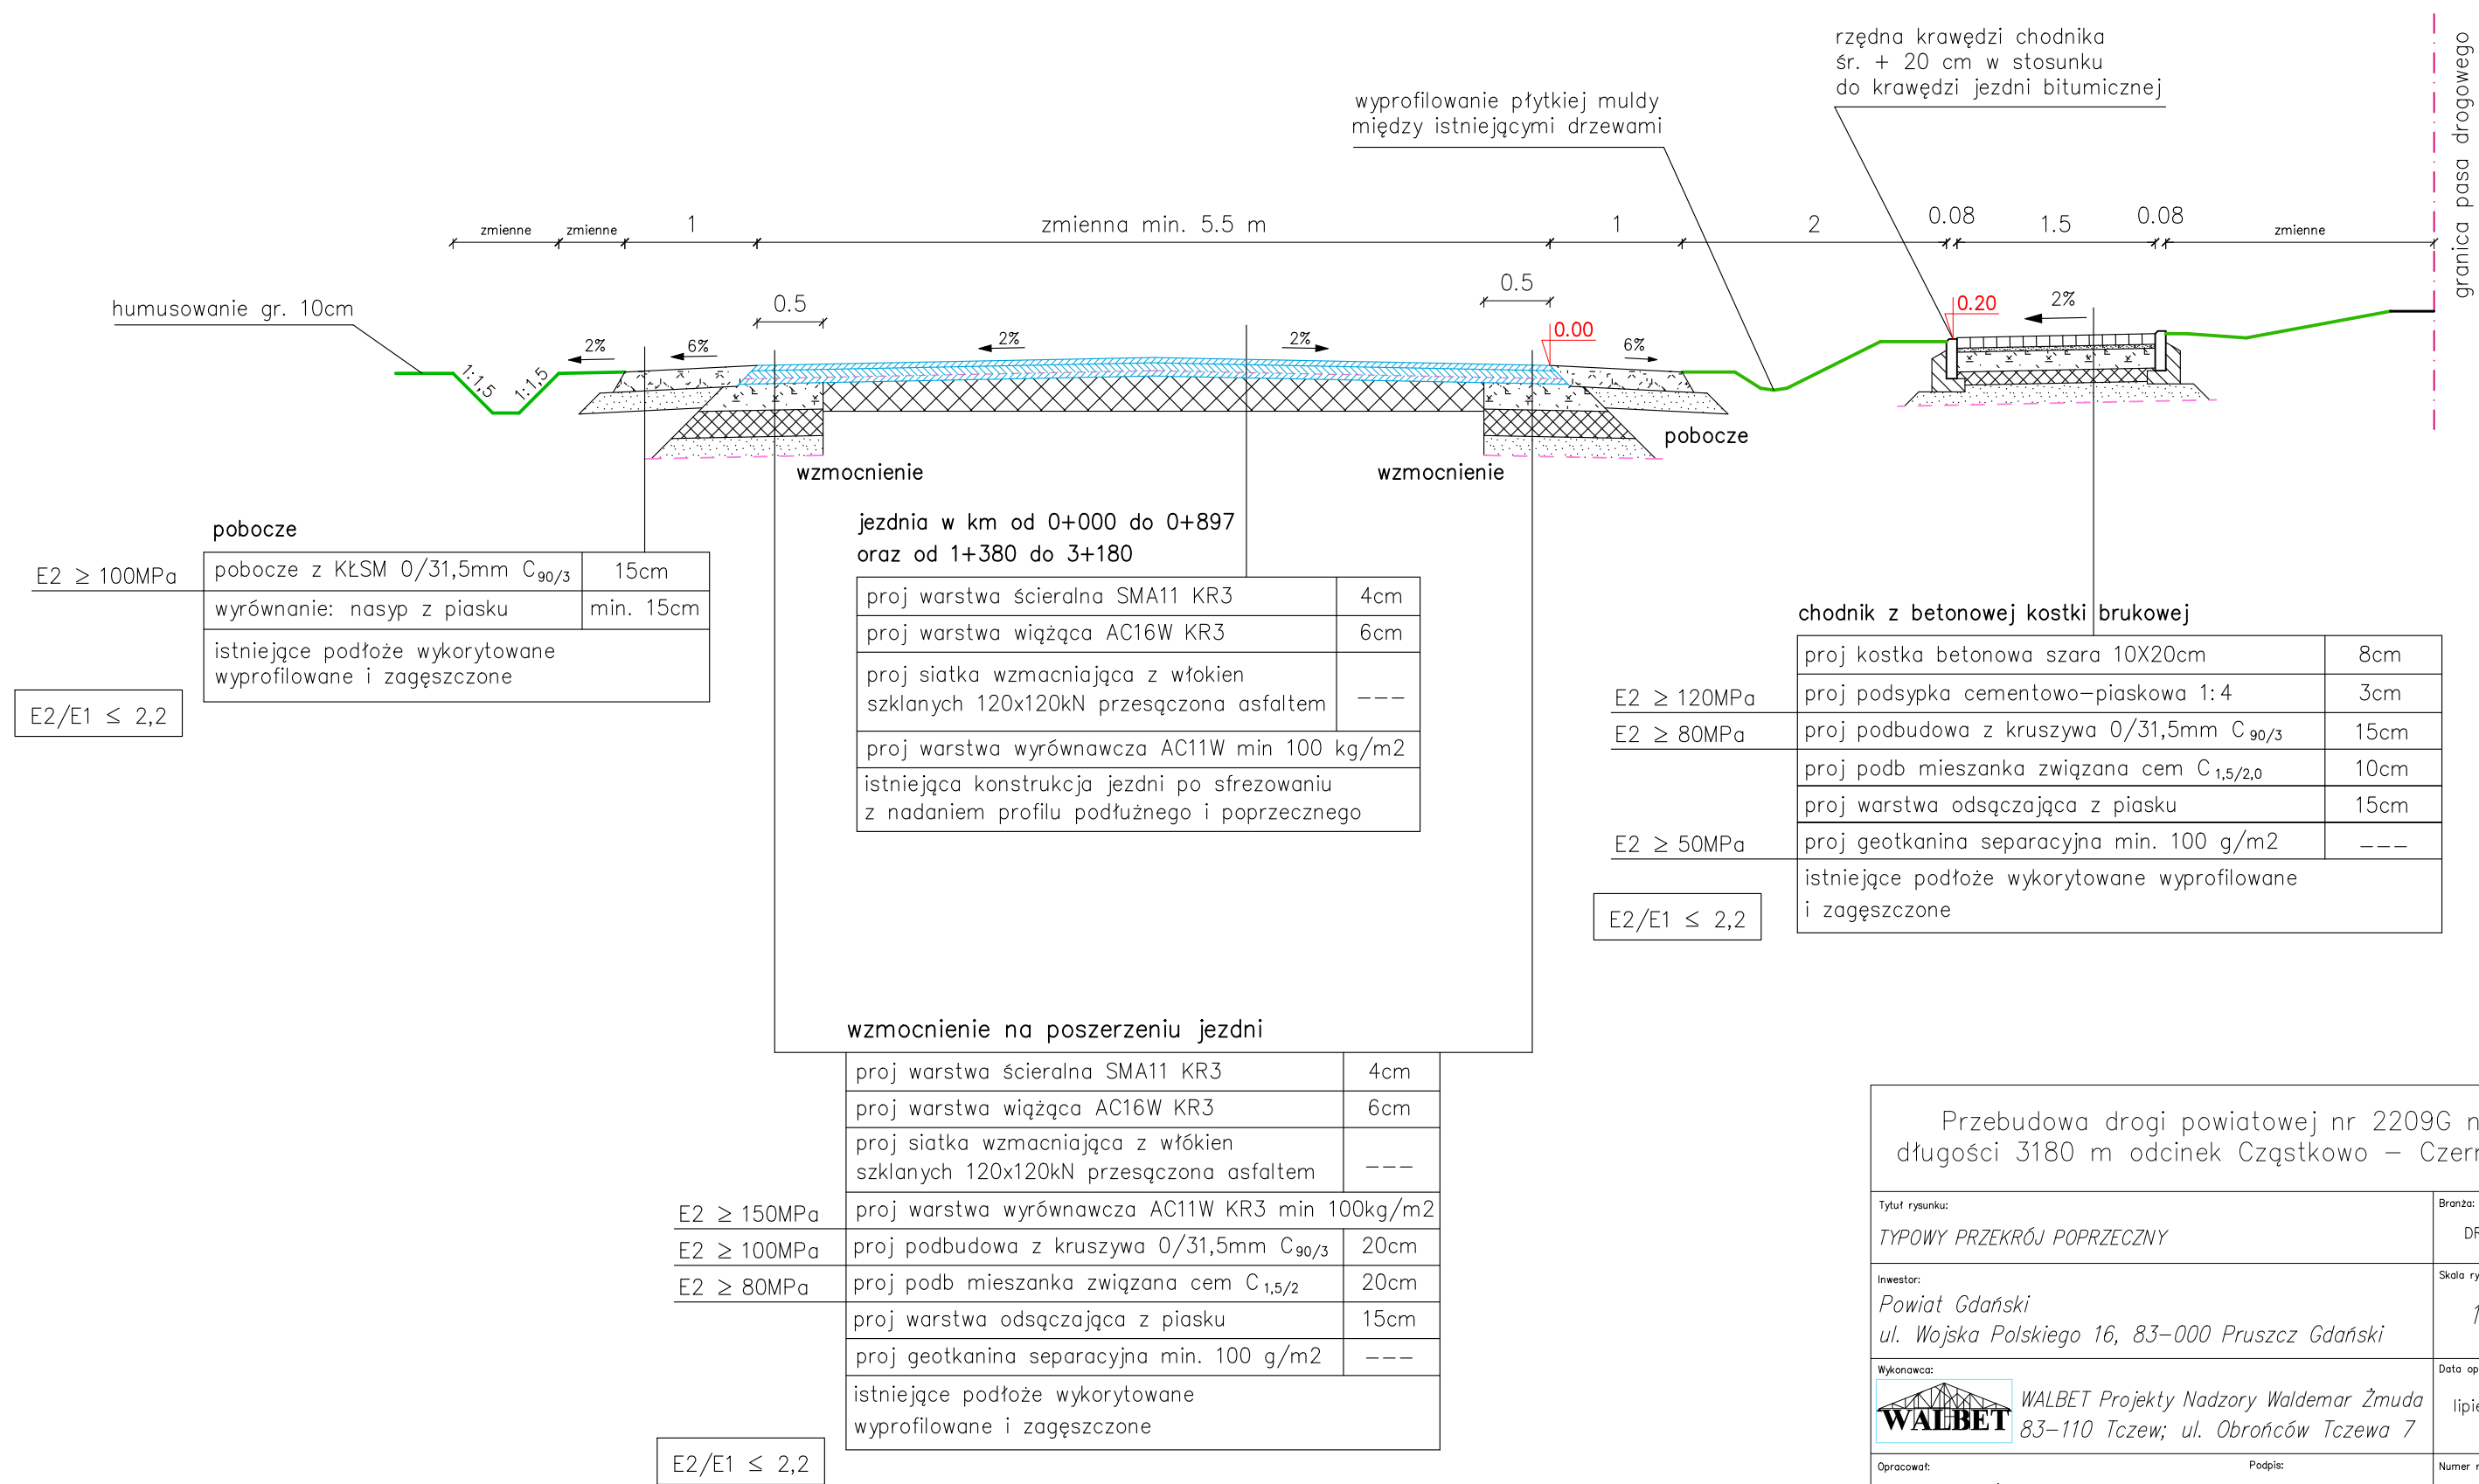 rzędna krawędzi chodnika
śr. + 20 cm w stosunku
do krawędzi jezdni bitumicznej
granica pasa drogowego
wyprofilowanie płytkiej muldy
między istniejącymi drzewami
zmienne
zmienne
1
zmienna min. 5.5 m
1
2
0.08
1.5
0.08
zmienne
humusowanie gr. 10cm
0.5
0.5
0.00
0.20
2%
1:1,5
1:1,5
2%
6%
2%
2%
6%
pobocze
wzmocnienie
wzmocnienie
pobocze
E2 ≥ 100MPa
pobocze z KŁSM 0/31,5mm C90/3 15cm
wyrównanie: nasyp z piasku min. 15cm
istniejące podłoże wykorytowane
wyprofilowane i zagęszczone
E2/E1 ≤ 2,2
jezdnia w km od 0+000 do 0+897
oraz od 1+380 do 3+180
proj warstwa ścieralna SMA11 KR3 4cm
proj warstwa wiążąca AC16W KR3 6cm
proj siatka wzmacniająca z włokien
szklanych 120x120kN przesączona asfaltem ---
proj warstwa wyrównawcza AC11W min 100 kg/m2
istniejąca konstrukcja jezdni po sfrezowaniu
z nadaniem profilu podłużnego i poprzecznego
chodnik z betonowej kostki brukowej
proj kostka betonowa szara 10X20cm 8cm
proj podsypka cementowo-piaskowa 1:4 3cm
E2 ≥ 120MPa
proj podbudowa z kruszywa 0/31,5mm C90/3 15cm
E2 ≥ 80MPa
proj podb mieszanka związana cem C1,5/2,0 10cm
proj warstwa odsączająca z piasku 15cm
proj geotkanina separacyjna min. 100 g/m2 ---
E2 ≥ 50MPa
istniejące podłoże wykorytowane wyprofilowane
i zagęszczone
E2/E1 ≤ 2,2
wzmocnienie na poszerzeniu jezdni
proj warstwa ścieralna SMA11 KR3 4cm
proj warstwa wiążąca AC16W KR3 6cm
proj siatka wzmacniająca z włókien
szklanych 120x120kN przesączona asfaltem ---
proj warstwa wyrównawcza AC11W KR3 min 100kg/m2
E2 ≥ 150MPa
proj podbudowa z kruszywa 0/31,5mm C90/3 20cm
E2 ≥ 100MPa
proj podb mieszanka związana cem C1,5/2 20cm
E2 ≥ 80MPa
proj warstwa odsączająca z piasku 15cm
proj geotkanina separacyjna min. 100 g/m2 ---
istniejące podłoże wykorytowane
wyprofilowane i zagęszczone
E2/E1 ≤ 2,2
Przebudowa drogi powiatowej nr 2209G
długości 3180 m odcinek Cząstkowo –
Tytuł rysunku:
TYPOWY PRZEKRÓJ POPRZECZNY
Branża:
Inwestor:
Powiat Gdański
ul. Wojska Polskiego 16, 83-000 Pruszcz Gdański
Skala
Wykonawca:
WALBET
WALBET Projekty Nadzory Waldemar Żmuda
83-110 Tczew; ul. Obrońców Tczewa 7
Data
Opracował:
Podpis:
Numer